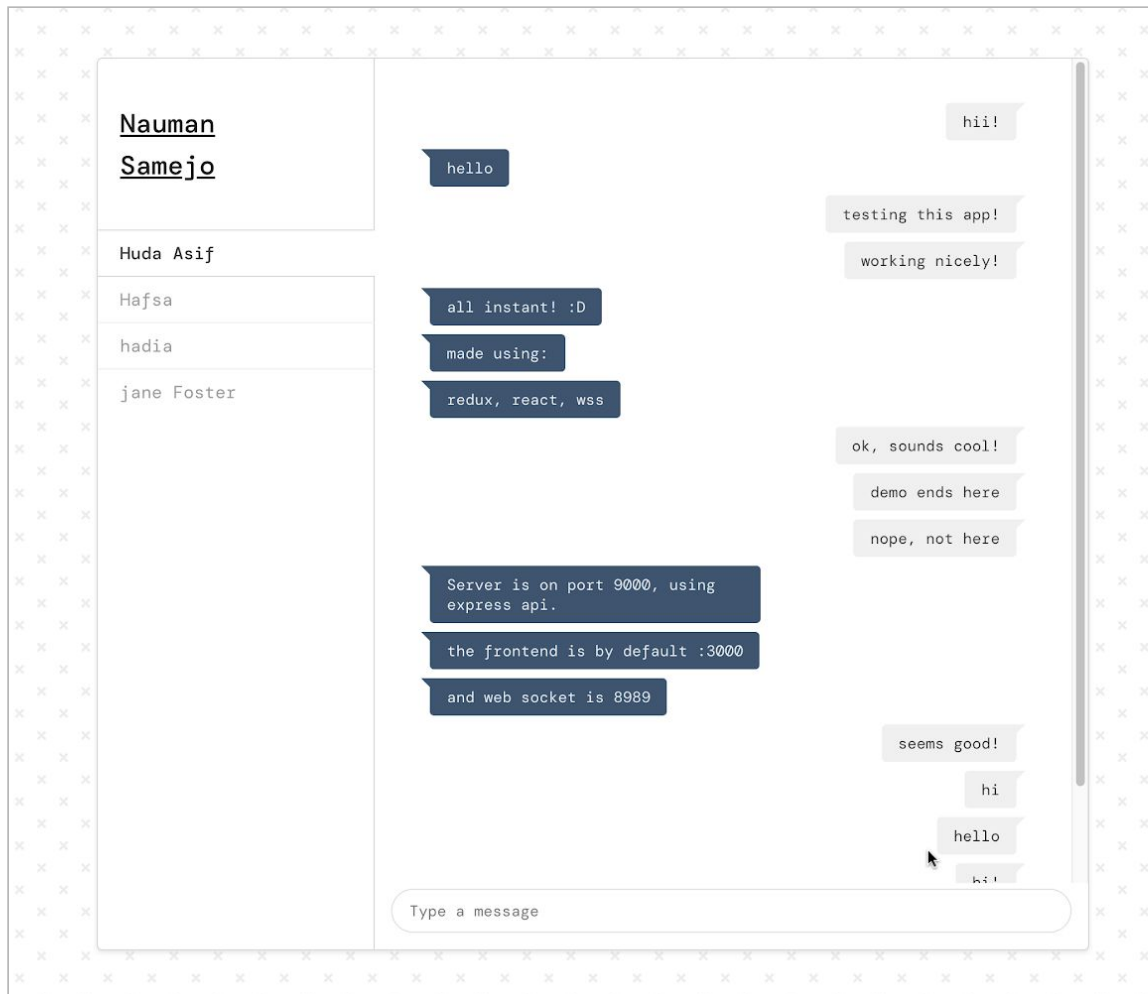 Nauman
Samejo
Huda Asif
Hafsa
hadia
jane Foster
hii!
hello
testing this app!
working nicely!
all instant! :D
made using:
redux, react, wss
ok, sounds cool!
demo ends here
nope, not here
Server is on port 9000, using
express api.
the frontend is by default :3000
and web socket is 8989
seems good!
hi
hello
hi!
Type a message